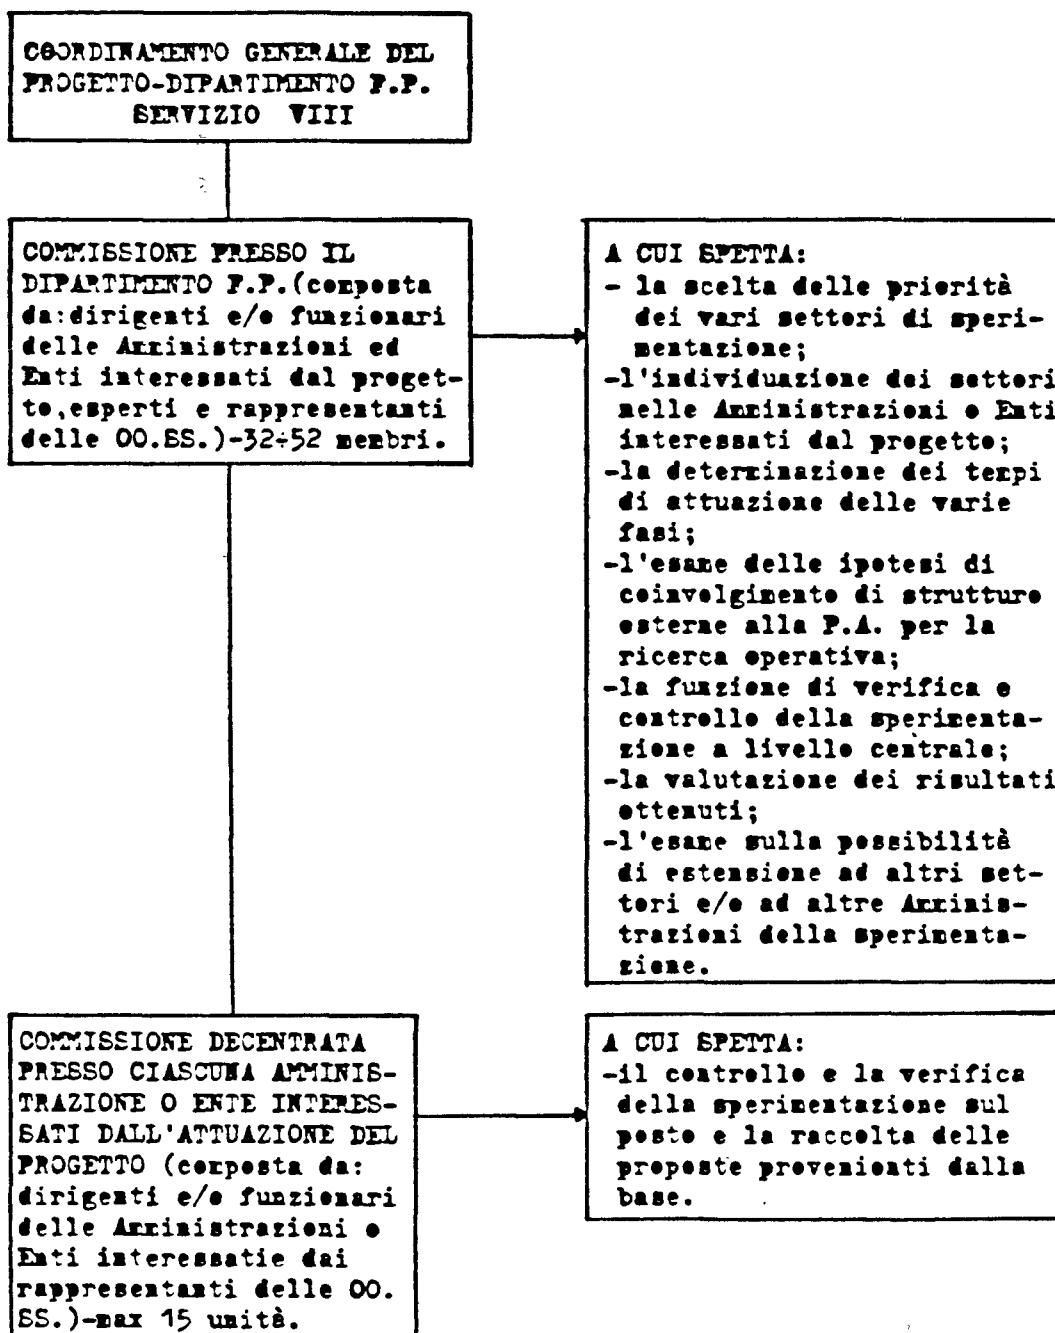 COORDINAMENTO GENERALE DEL
PROGETTO-DIPARTIMENTO F.P.
SERVIZIO VIII
COMMISSIONE PRESSO IL
DIPARTIMENTO F.P.(composta
da:dirigenti e/o funzionari
delle Amministrazioni ed
Enti interessati dal proget-
to,esperti e rappresentanti
delle OO.SS.)-32÷52 membri.
A CUI SPETTA:
- la scelta delle priorità
dei vari settori di speri-
mentazione;
-l'individuazione dei settori
nelle Amministrazioni e Enti
interessati dal progetto;
-la determinazione dei tempi
di attuazione delle varie
fasi;
-l'esame delle ipotesi di
coinvolgimento di strutture
esterne alla P.A. per la
ricerca operativa;
-la funzione di verifica e
controllo della sperimenta-
zione a livello centrale;
-la valutazione dei risultati
ottenuti;
-l'esame sulla possibilità
di estensione ad altri set-
tori e/o ad altre Amminis-
trazioni della sperimenta-
zione.
COMMISSIONE DECENTRATA
PRESSO CIASCUNA AMMINIS-
TRAZIONE O ENTE INTERES-
SATI DALL'ATTUAZIONE DEL
PROGETTO (composta da:
dirigenti e/o funzionari
delle Amministrazioni e
Enti interessatie dai
rappresentanti delle OO.
SS.)-max 15 unità.
A CUI SPETTA:
-il controllo e la verifica
della sperimentazione sul
posto e la raccolta delle
proposte provenienti dalla
base.